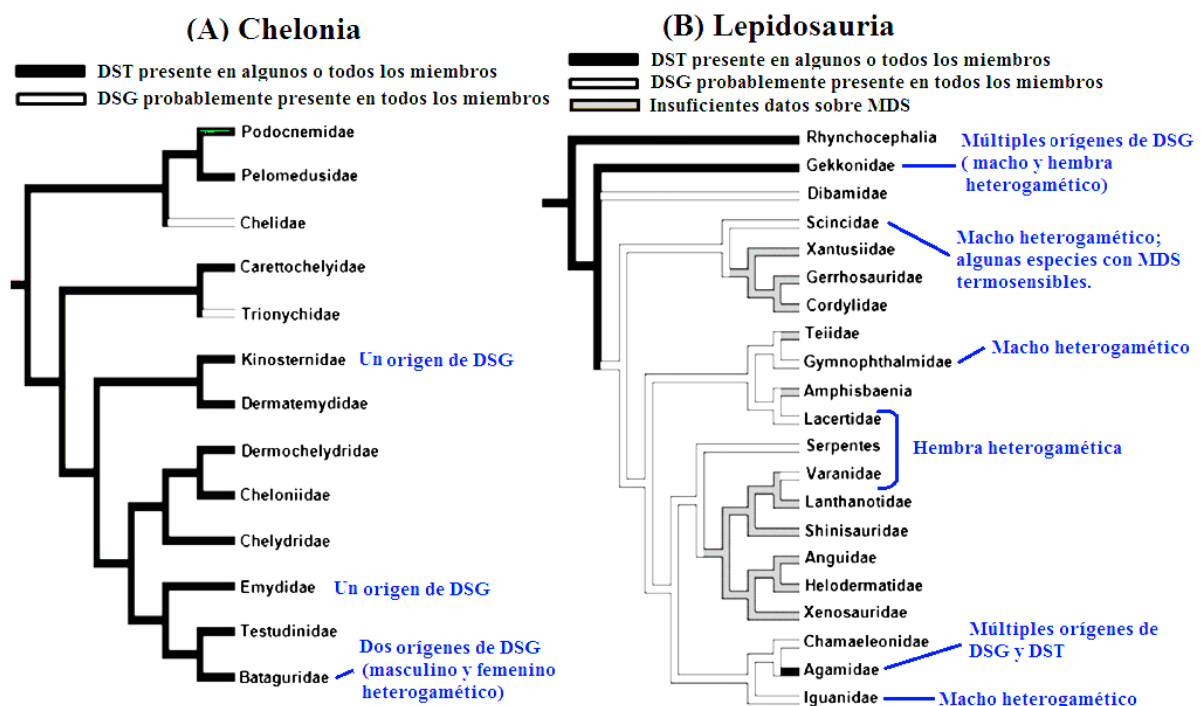 (A) Chelonia
DST presente en algunos o todos los miembros
DSG probablemente presente en todos los miembros
Podocnemidae
Pelomedusidae
Chelidae
Carettochelyidae
Trionychidae
Kinosternidae
Un origen de DSG
Dermatemydidae
Dermochelydridae
Cheloniidae
Chelydridae
Emydidae
Un origen de DSG
Testudinidae
Bataguridae
Dos orígenes de DSG
(masculino y femenino
heterogamético)
(B) Lepidosauria
DST presente en algunos o todos los miembros
DSG probablemente presente en todos los miembros
Insuficientes datos sobre MDS
Rhynchocephalia
Gekkonidae
Múltiples orígenes de DSG
( macho y hembra
heterogamético)
Dibamidae
Scincidae
Macho heterogamético;
algunas especies con MDS
termosensibles.
Xantusiidae
Gerrhosauridae
Cordylidae
Teiidae
Gymnophthalmidae
Macho heterogamético
Amphisbaenia
Lacertidae
Serpentes
Varanidae
Hembra heterogamética
Lanthanotidae
Shinisauridae
Anguidae
Helodermatidae
Xenosauridae
Chamaeleonidae
Agamidae
Múltiples orígenes de
DSG y DST
Iguanidae
Macho heterogamético